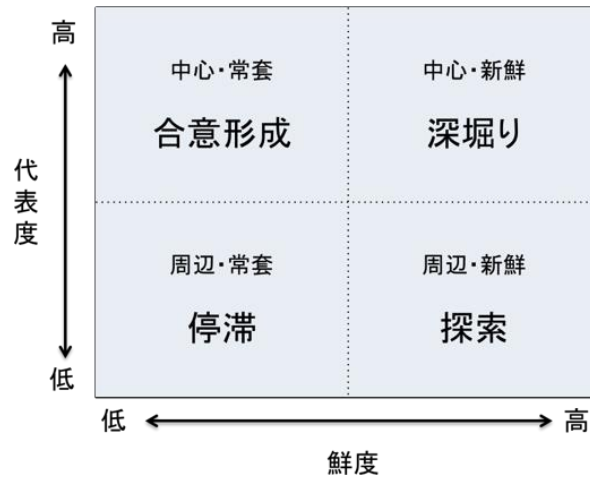 高
中心・常套
中心・新鮮
合意形成
深堀り
代表度
周辺・常套
周辺・新鮮
停滞
探索
低
低
高
鮮度